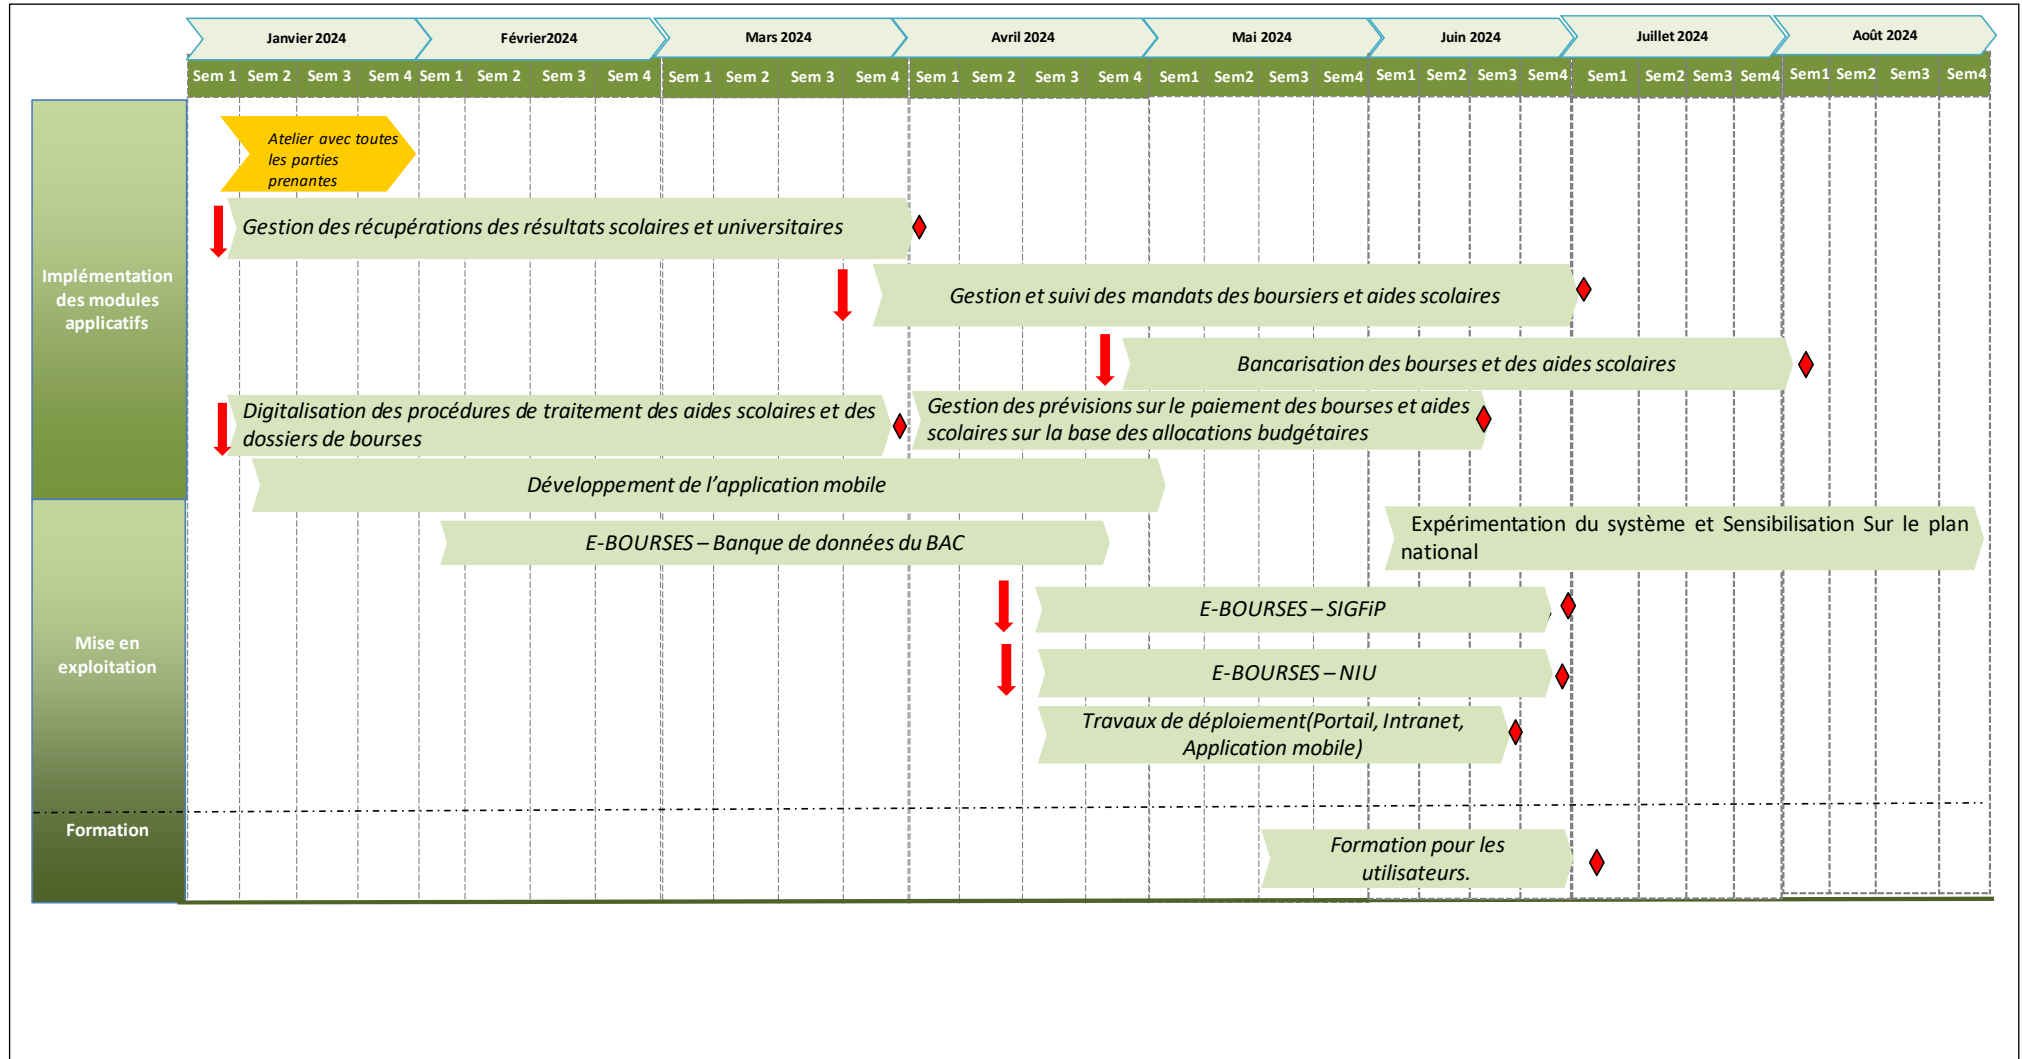 Janvier 2024
Février2024
Mars 2024
Avril 2024
Mai 2024
Juin 2024
Juillet 2024
Août 2024
Sem 1 Sem 2 Sem 3 Sem 4 Sem 1 Sem 2 Sem 3 Sem 4 Sem 1 Sem 2 Sem 3 Sem 4 Sem 1 Sem 2 Sem 3 Sem 4 Sem1 Sem2 Sem3 Sem4 Sem1 Sem2 Sem3 Sem4 Sem1 Sem2 Sem3 Sem4 Sem1 Sem2 Sem3 Sem4
Implémentation
des modules
applicatifs
Atelier avec toutes
les parties
prenantes
Gestion des récupérations des résultats scolaires et universitaires
Gestion et suivi des mandats des boursiers et aides scolaires
Bancarisation des bourses et des aides scolaires
Digitalisation des procédures de traitement des aides scolaires et des
dossiers de bourses
Gestion des prévisions sur le paiement des bourses et aides
scolaires sur la base des allocations budgétaires
Développement de l’application mobile
Mise en
exploitation
Expérimentation du système et Sensibilisation Sur le plan
national
E-BOURSES – Banque de données du BAC
E-BOURSES – SIGFiP
E-BOURSES – NIU
Travaux de déploiement(Portail, Intranet,
Application mobile)
Formation
Formation pour les
utilisateurs.